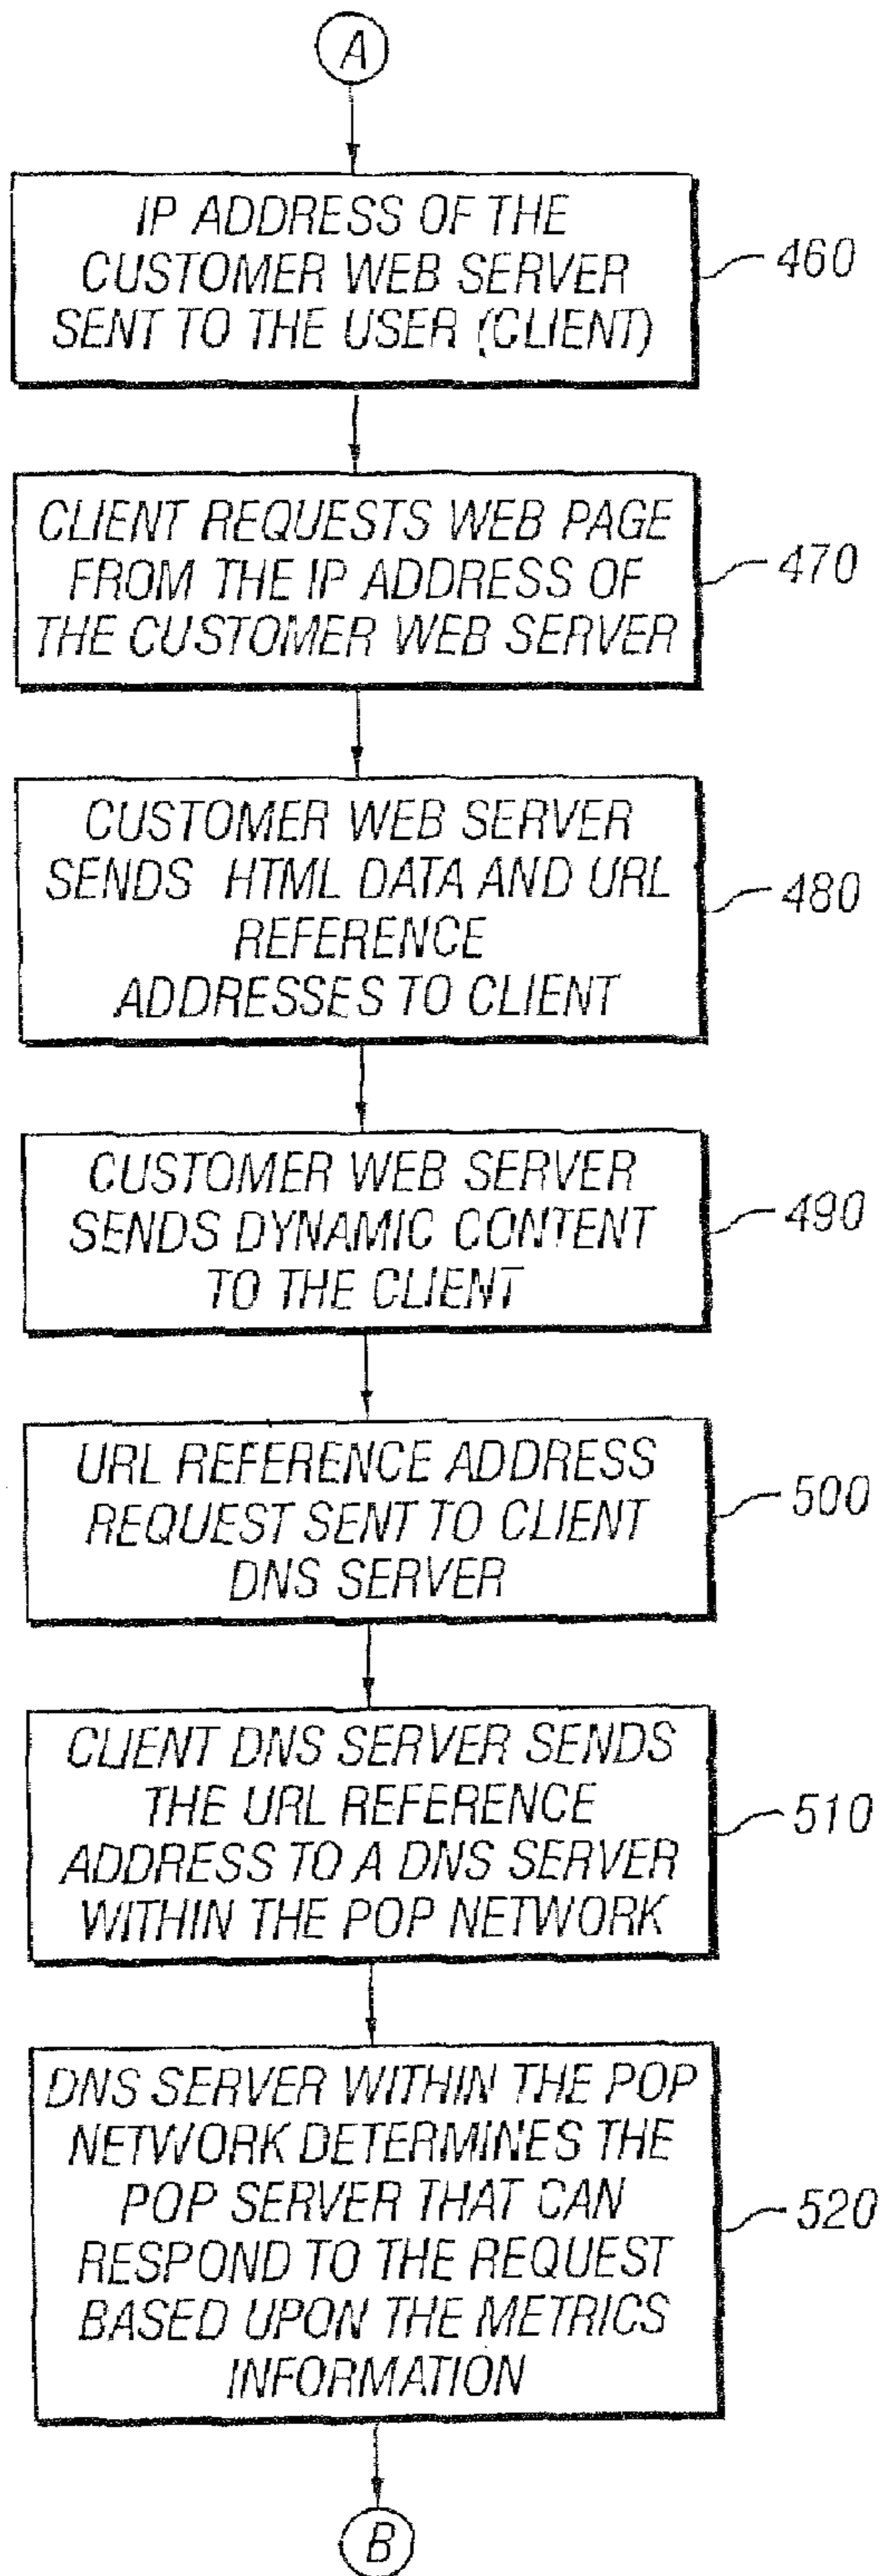 A
IP ADDRESS OF THE
CUSTOMER WEB SERVER
SENT TO THE USER (CLIENT)
460
CLIENT REQUESTS WEB PAGE
FROM THE IP ADDRESS OF
THE CUSTOMER WEB SERVER
470
CUSTOMER WEB SERVER
SENDS HTML DATA AND URL
REFERENCE
ADDRESSES TO CLIENT
480
CUSTOMER WEB SERVER
SENDS DYNAMIC CONTENT
TO THE CLIENT
490
URL REFERENCE ADDRESS
REQUEST SENT TO CLIENT
DNS SERVER
500
CLIENT DNS SERVER SENDS
THE URL REFERENCE
ADDRESS TO A DNS SERVER
WITHIN THE POP NETWORK
510
DNS SERVER WITHIN THE POP
NETWORK DETERMINES THE
POP SERVER THAT CAN
RESPOND TO THE REQUEST
BASED UPON THE METRICS
INFORMATION
520
B